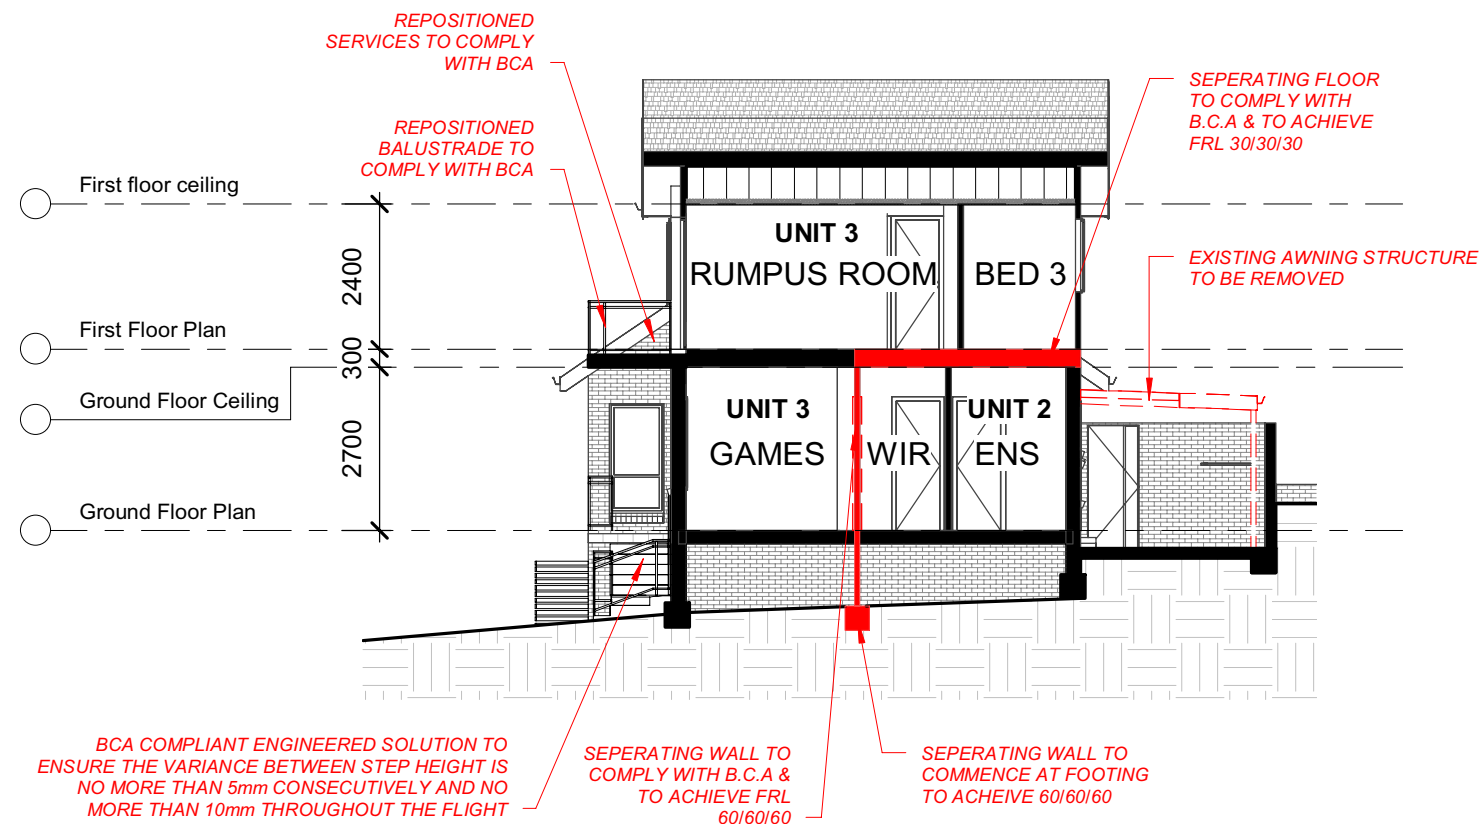 REPOSITIONED
SERVICES TO COMPLY
WITH BCA
REPOSITIONED
BALUSTRADE TO
COMPLY WITH BCA
SEPERATING FLOOR
TO COMPLY WITH
B.C.A & TO ACHIEVE
FRL 30/30/30
EXISTING AWNING STRUCTURE
TO BE REMOVED
First floor ceiling
First Floor Plan
Ground Floor Ceiling
Ground Floor Plan
2400
300
2700
UNIT 3
RUMPUS ROOM
BED 3
UNIT 3
GAMES
WIR
UNIT 2
ENS
BCA COMPLIANT ENGINEERED SOLUTION TO
ENSURE THE VARIANCE BETWEEN STEP HEIGHT IS
NO MORE THAN 5mm CONSECUTIVELY AND NO
MORE THAN 10mm THROUGHOUT THE FLIGHT
SEPERATING WALL TO
COMPLY WITH B.C.A &
TO ACHIEVE FRL
60/60/60
SEPERATING WALL TO
COMMENCE AT FOOTING
TO ACHEIVE 60/60/60